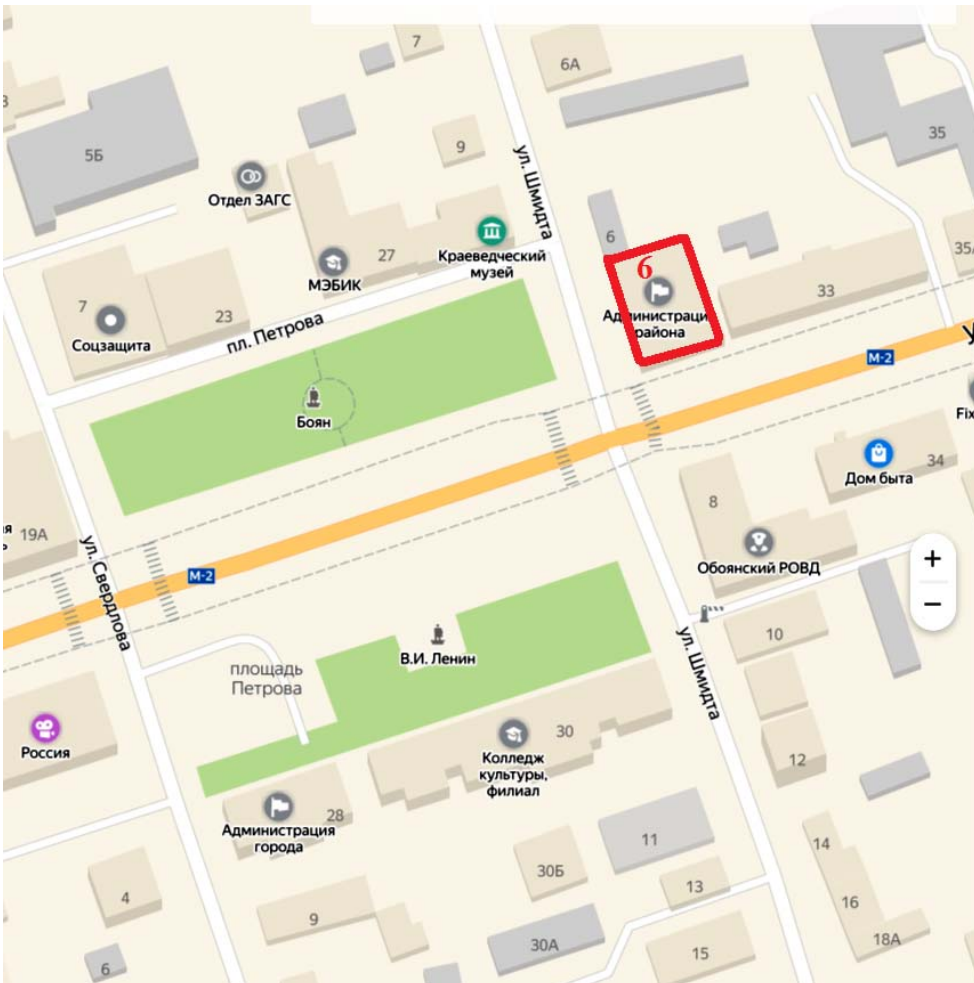 7
6А
5Б
35
9
Отдел ЗАГС
ул. Шмидта
6
Краеведческий
музей
27
МЭБИК
6
35А
33
Администраци
района
7
23
Соцзащита
пл. Петрова
М-2
Боян
Fix
Дом быта
34
19А
8
Обоянский РОВД
+
−
М-2
ул. Свердлова
10
В.И. Ленин
площадь
Петрова
ул. Шмидта
Россия
30
Колледж
культуры,
филиал
12
28
Администрация
города
11
14
30Б
13
4
16
9
18А
30А
15
6